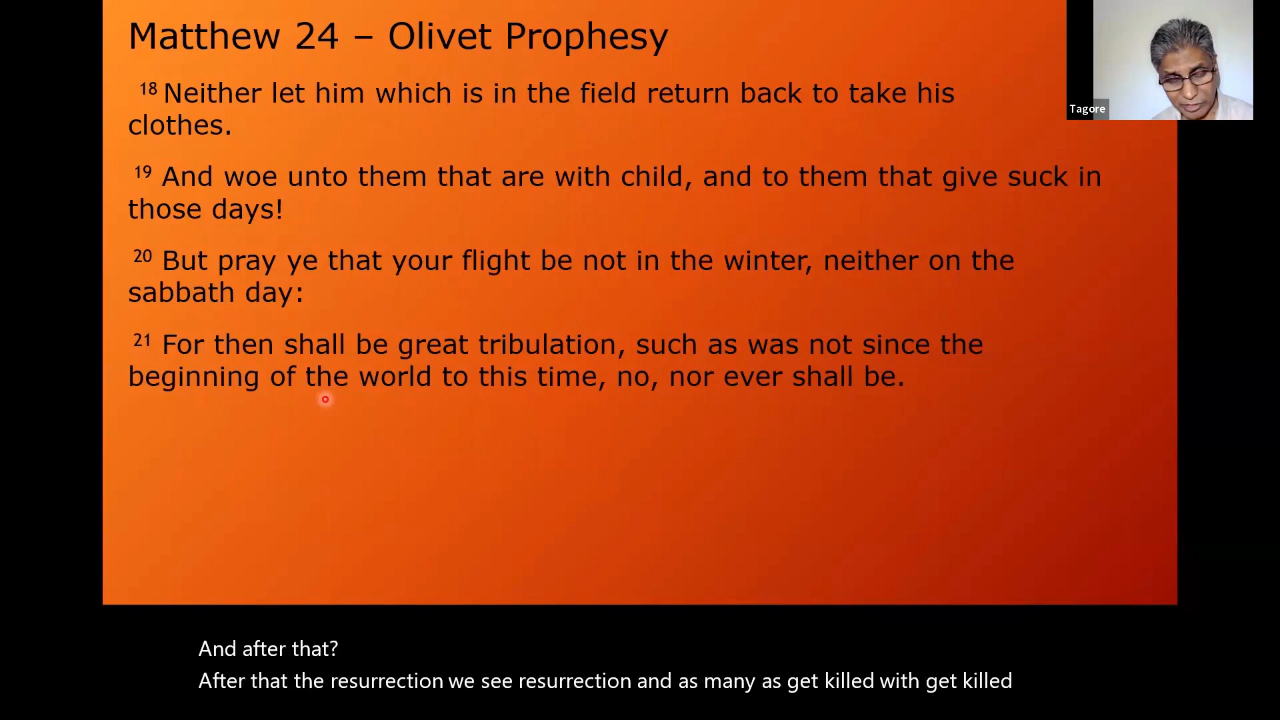 Matthew 24 – Olivet Prophesy
18 Neither let him which is in the field return back to take his
clothes.
19 And woe unto them that are with child, and to them that give suck in
those days!
20 But pray ye that your flight be not in the winter, neither on the
sabbath day:
21 For then shall be great tribulation, such as was not since the
beginning of the world to this time, no, nor ever shall be.
Tagore
And after that?
After that the resurrection we see resurrection and as many as get killed with get killed